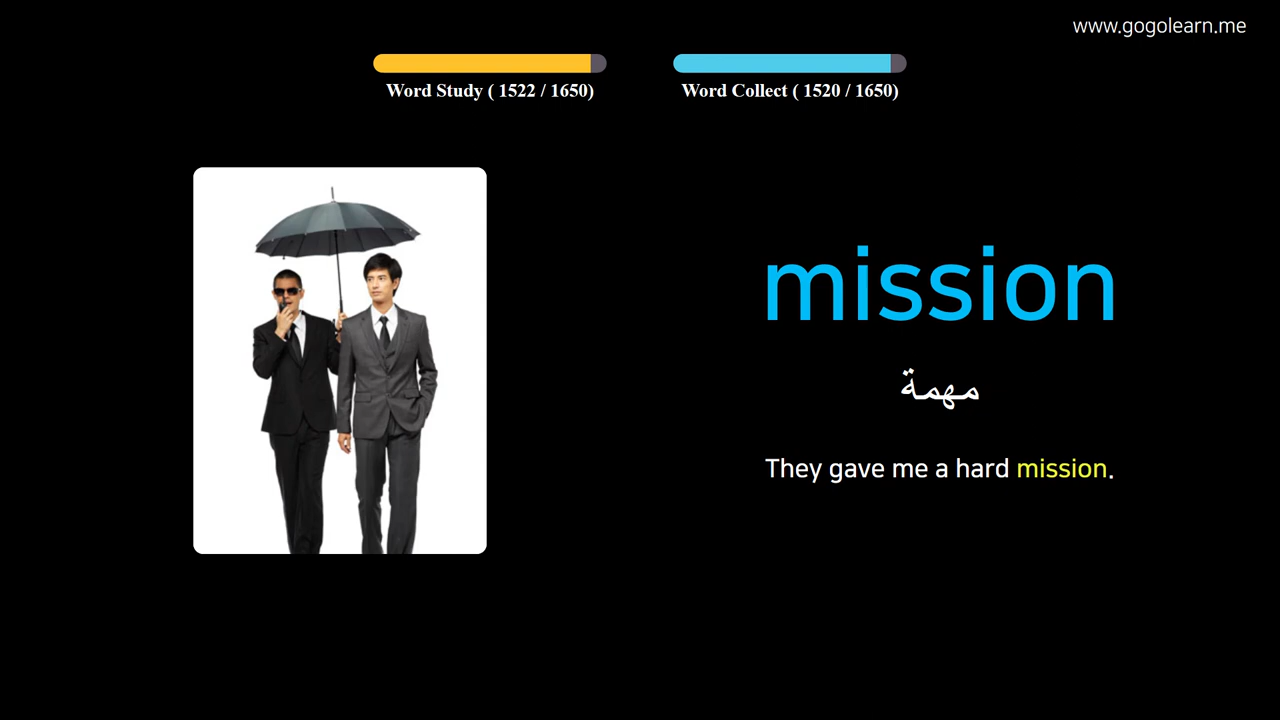 www.gogolearn.me
Word Study ( 1522 / 1650)
Word Collect ( 1520 / 1650)
mission
مهمة
They gave me a hard mission.